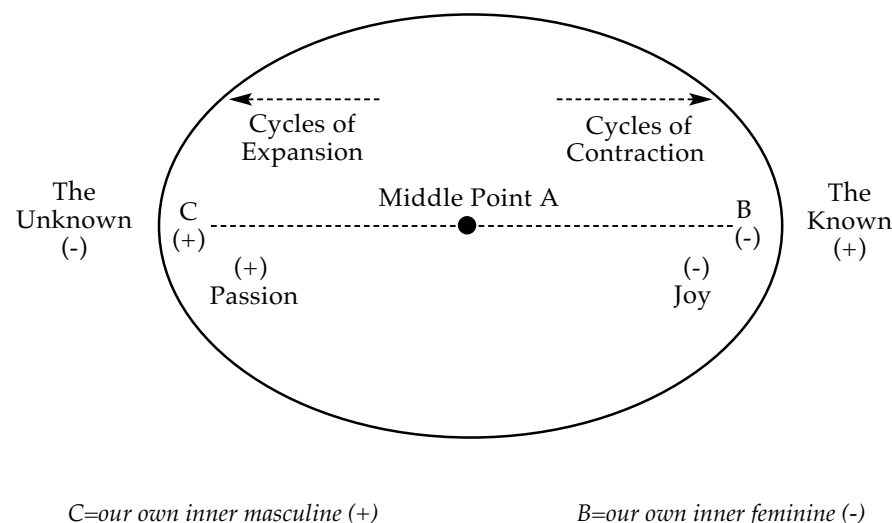 Cycles of
Expansion
Cycles of
Contraction
The
Unknown
(-)
C
(+)
Middle Point A
B
(-)
The
Known
(+)
(+)
Passion
(-)
Joy
C=our own inner masculine (+)
B=our own inner feminine (-)